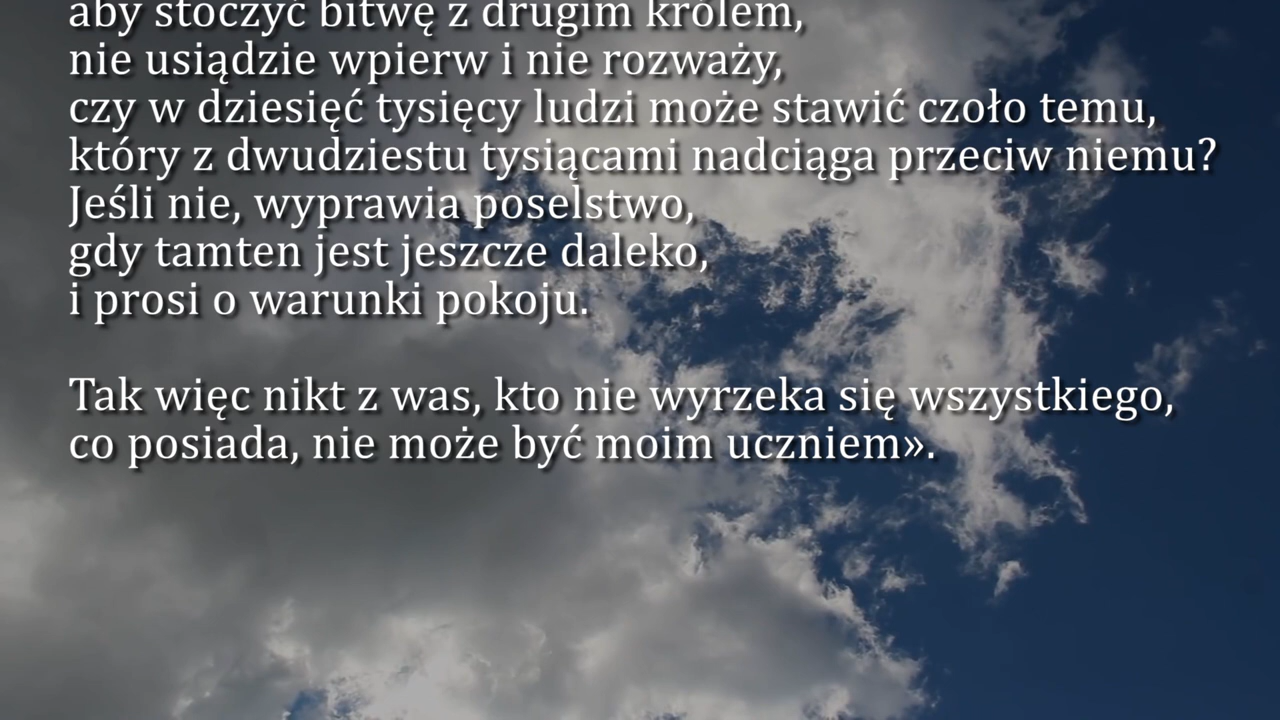 aby stoczyć bitwę z drugim królem,
nie usiądzie wpierw i nie rozważy,
czy w dziesięć tysięcy ludzi może stawić czoło temu,
który z dwudziestu tysiącami nadciąga przeciw niemu?
Jeśli nie, wyprawia poselstwo,
gdy tamten jest jeszcze daleko,
i prosi o warunki pokoju.
Tak więc nikt z was, kto nie wyrzeka się wszystkiego,
co posiada, nie może być moim uczniem».